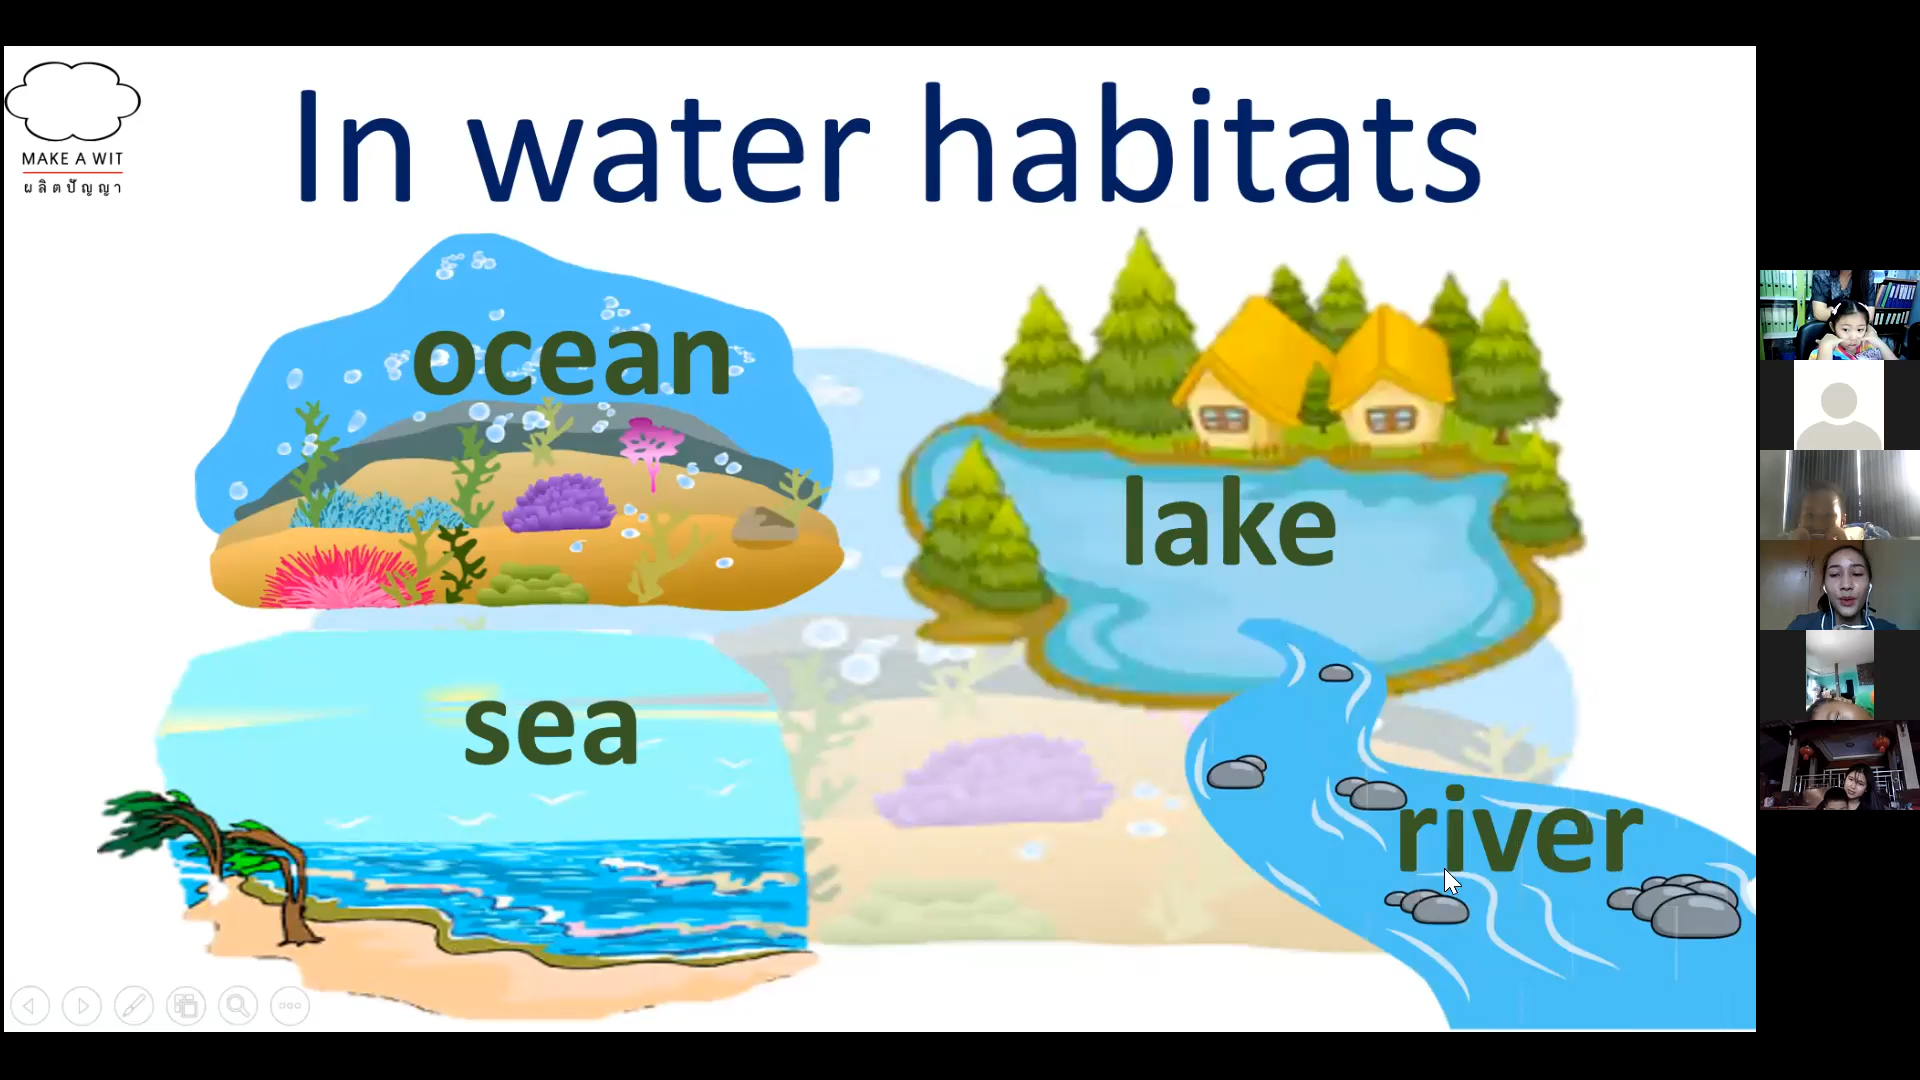 MAKE A WIT
ผลิตปัญญา
In water habitats
ocean
lake
sea
river